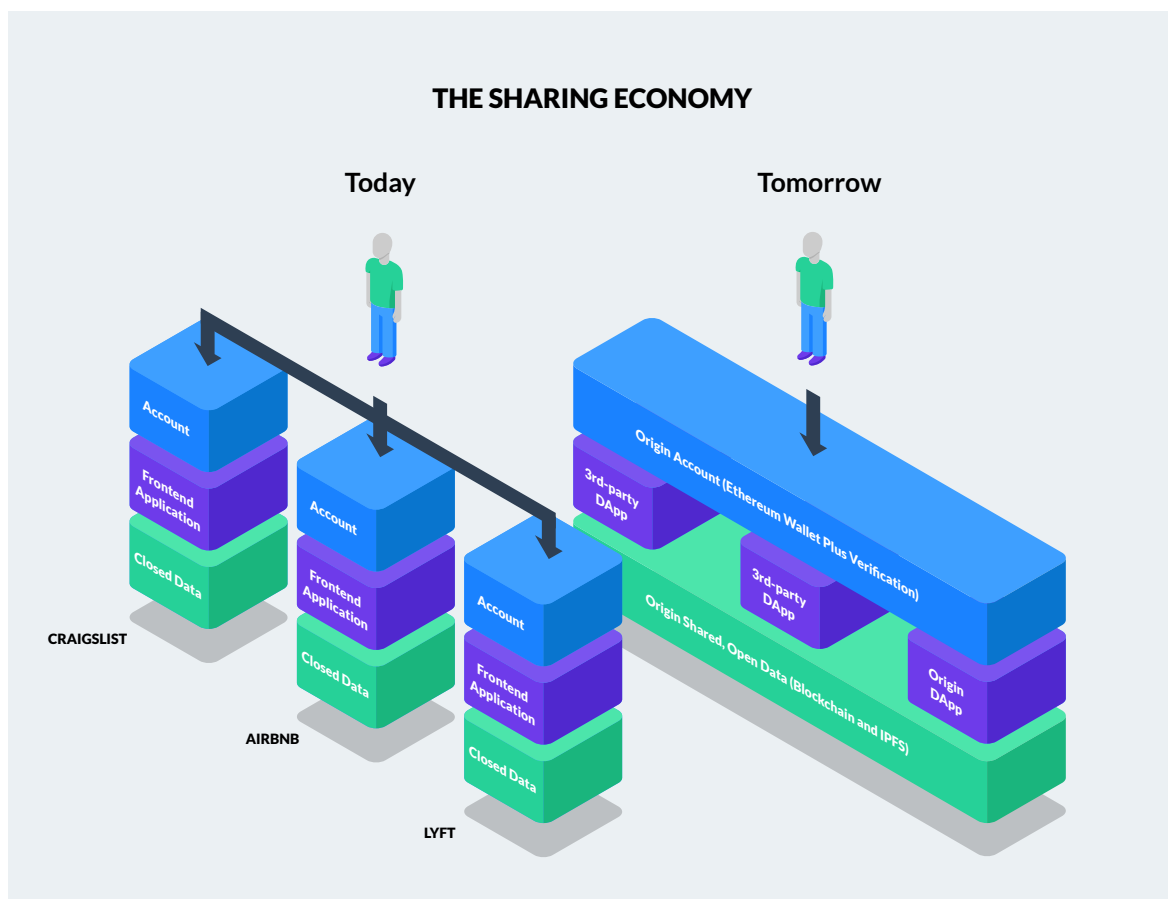 THE SHARING ECONOMY
Today
Tomorrow
Account
Frontend
Application
Closed Data
CRAIGSLIST
Account
Frontend
Application
Closed Data
AIRBNB
Account
Frontend
Application
Closed Data
LYFT
Origin Account (Ethereum Wallet Plus Verification)
3rd-party
DApp
3rd-party
DApp
Origin
DApp
Origin Shared, Open Data (Blockchain and IPFS)